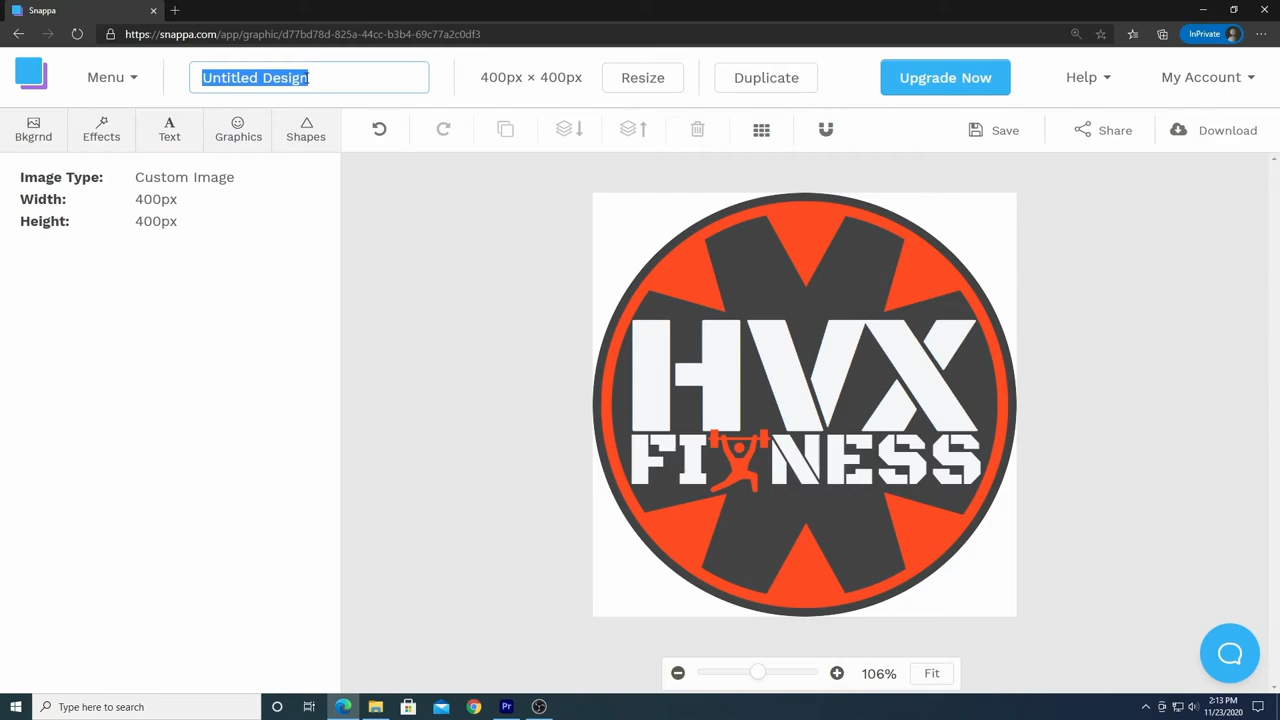 Snappa
https://snappa.com/app/graphic/d77bd78d-825a-44cc-b3b4-69c77a2c0df3
InPrivate
Menu
Untitled Design
400px × 400px
Resize
Duplicate
Upgrade Now
Help
My Account
Bkgrnd
Effects
Text
Graphics
Shapes
Save
Share
Download
Image Type: Custom Image
Width: 400px
Height: 400px
HVX
FITNESS
106%
Fit
Type here to search
2:13 PM
11/23/2020